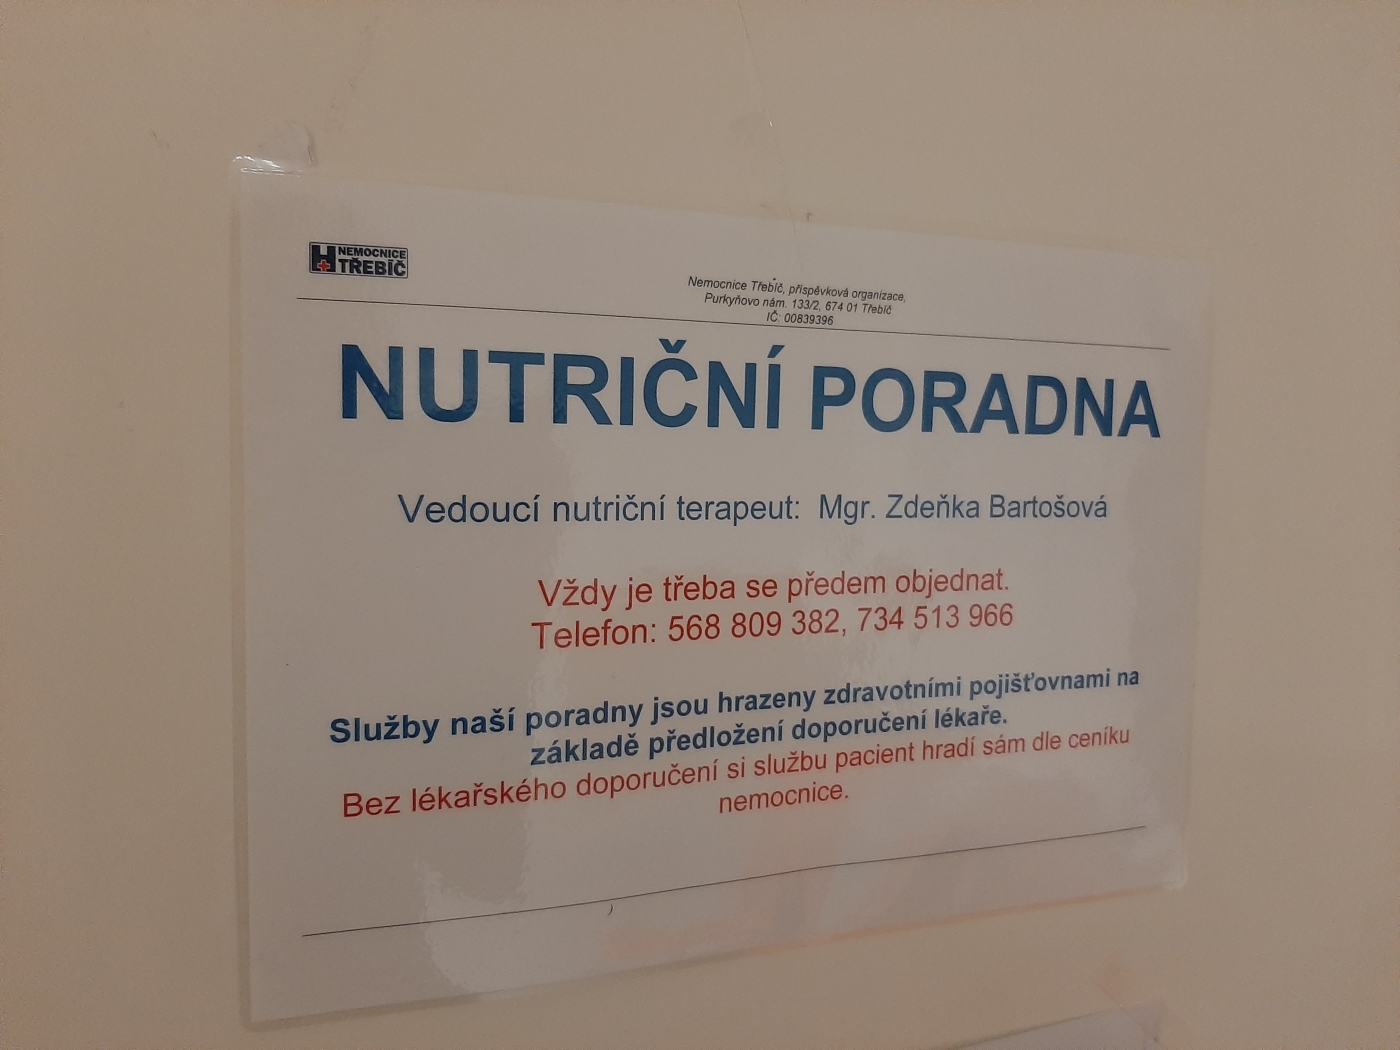 NEMOCNICE
TŘEBÍČ
Nemocnice Třebíč, příspěvková organizace,
Purkyňovo nám. 133/2, 674 01 Třebíč
IČ: 00839396
NUTRIČNÍ PORADNA
Vedoucí nutriční terapeut: Mgr. Zdeňka Bartošová
Vždy je třeba se předem objednat.
Telefon: 568 809 382, 734 513 966
Služby naší poradny jsou hrazeny zdravotními pojišťovnami na
základě předložení doporučení lékaře.
Bez lékařského doporučení si službu pacient hradí sám dle ceníku
nemocnice.